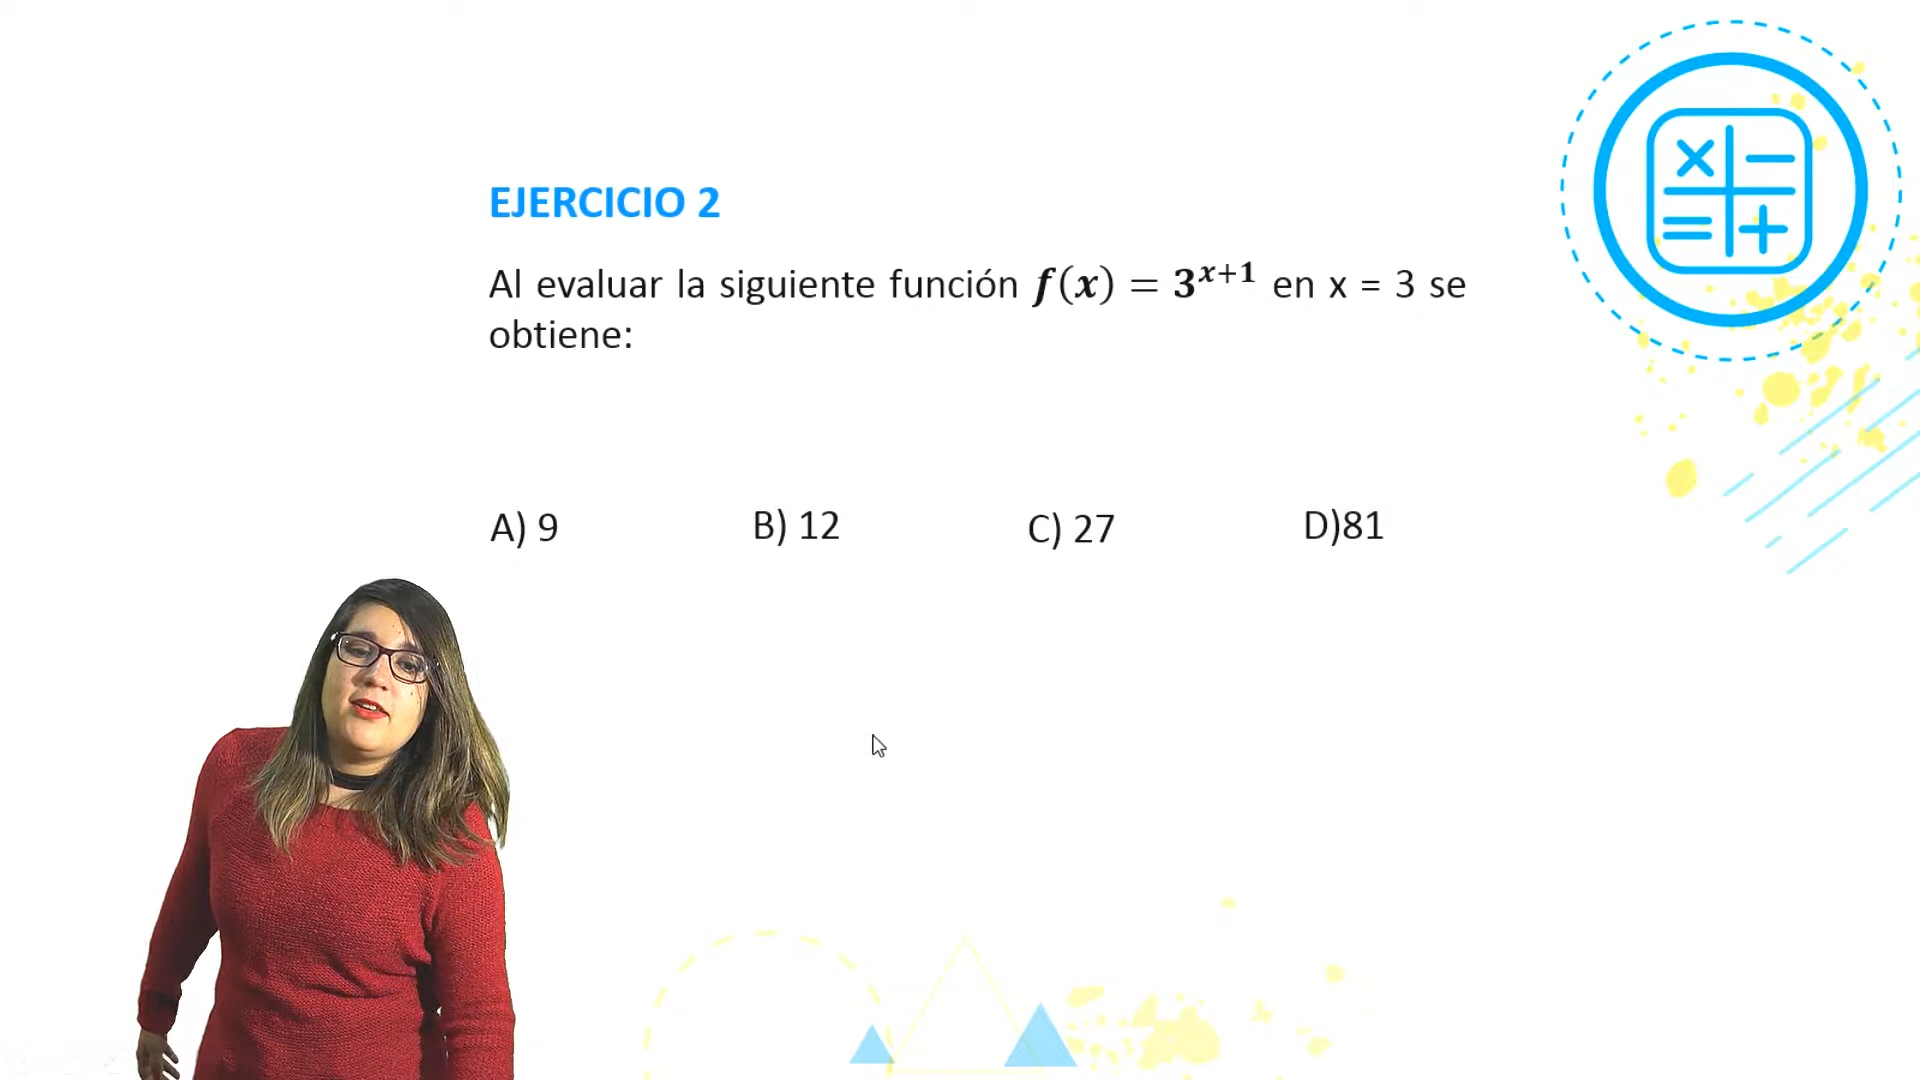 EJERCICIO 2
Al evaluar la siguiente función f(x) = 3^{x+1} en x = 3 se
obtiene:
A) 9 B) 12 C) 27 D)81